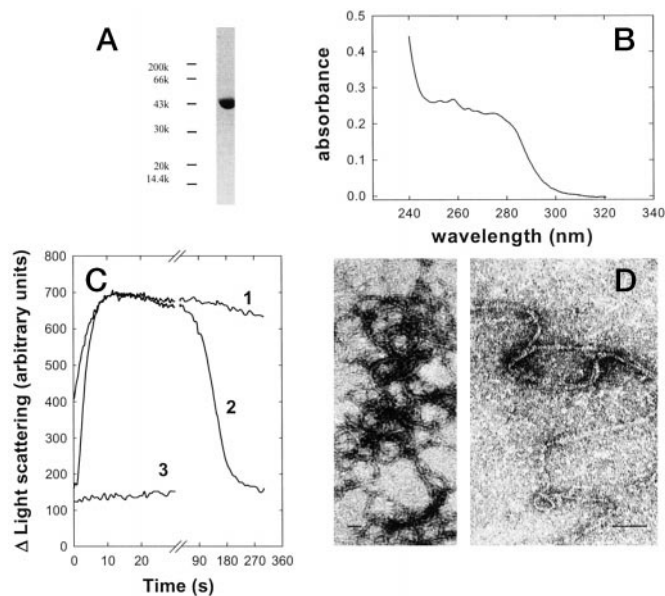 A
200k
66k
43k
30k
20k
14.4k
B
absorbance
0.5
0.4
0.3
0.2
0.1
0.0
240 260 280 300 320 340
wavelength (nm)
C
Δ Light scattering (arbitrary units)
800
700
600
500
400
300
200
100
0
1
2
3
0 10 20 90 180 270 360
Time (s)
D